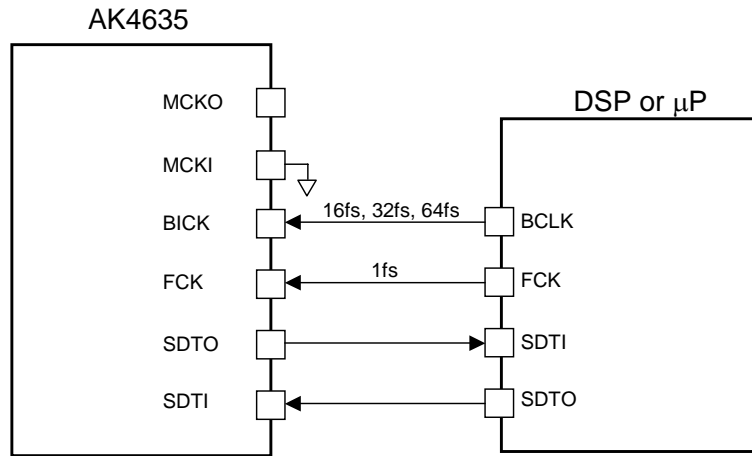 AK4635
DSP or μP
MCKO
MCKI
BICK
16fs, 32fs, 64fs
BCLK
FCK
1fs
FCK
SDTO
SDTI
SDTI
SDTO